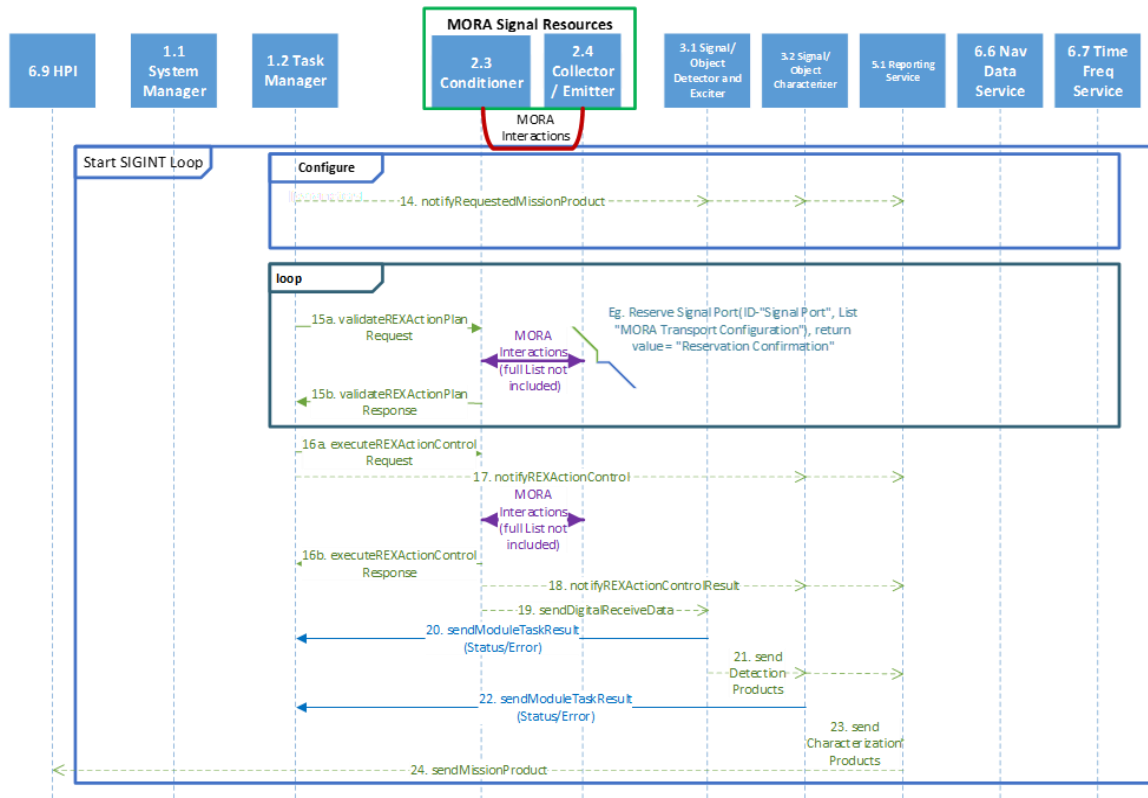 MORA Signal Resources
6.9 HPI
1.1
System
Manager
1.2 Task
Manager
2.3
Conditioner
2.4
Collector
/ Emitter
3.1 Signal/
Object
Detector and
Exciter
3.2 Signal/
Object
Characterizer
5.1 Reporting
Service
6.6 Nav
Data
Service
6.7 Time
Freq
Service
MORA
Interactions
Start SIGINT Loop
Configure
14. notifyRequestedMissionProduct
loop
15a. validateREXActionPlan
Request
MORA
Interactions
(full List not
included)
Eg. Reserve Signal Port(ID-"Signal Port", List
"MORA Transport Configuration"), return
value = "Reservation Confirmation"
15b. validateREXActionPlan
Response
16a. executeREXActionControl
Request
17. notifyREXActionControl
MORA
Interactions
(full List not
included)
16b. executeREXActionControl
Response
18. notifyREXActionControlResult
19. sendDigitalReceiveData
20. sendModuleTaskResult
(Status/Error)
21. send
Detection
Products
22. sendModuleTaskResult
(Status/Error)
23. send
Characterization
Products
24. sendMissionProduct